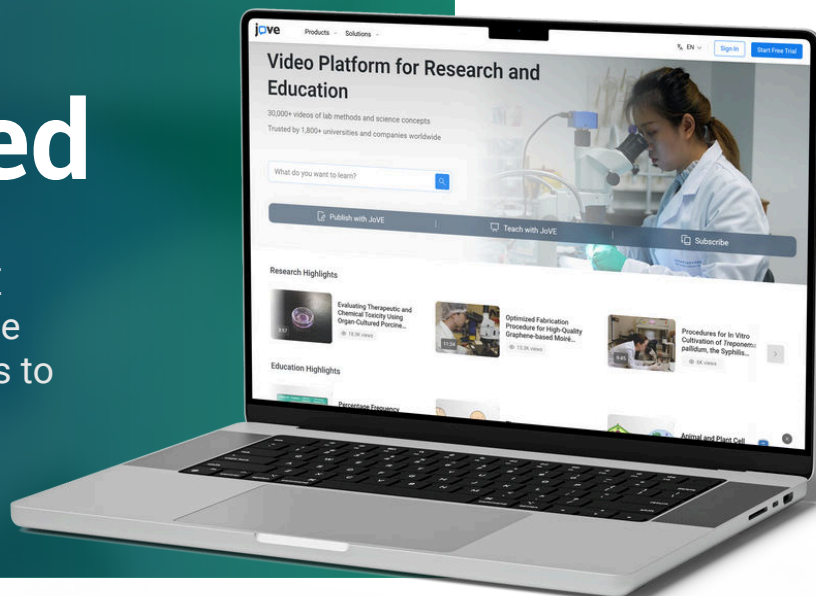 ed
e
s to
jove
Products
Solutions
EN
Sign In
Start Free Trial
Video Platform for Research and
Education
30,000+ videos of lab methods and science concepts
Trusted by 1,800+ universities and companies worldwide
What do you want to learn?
Publish with JoVE
Teach with JoVE
Subscribe
Research Highlights
Evaluating Therapeutic and
Chemical Toxicity Using
Organ-Cultured Porcine...
Optimized Fabrication
Procedure for High-Quality
Graphene-based Moiré...
Procedures for In Vitro
Cultivation of Treponema
pallidum, the Syphilis...
Education Highlights
Percentage Frequency
Animal and Plant Cell